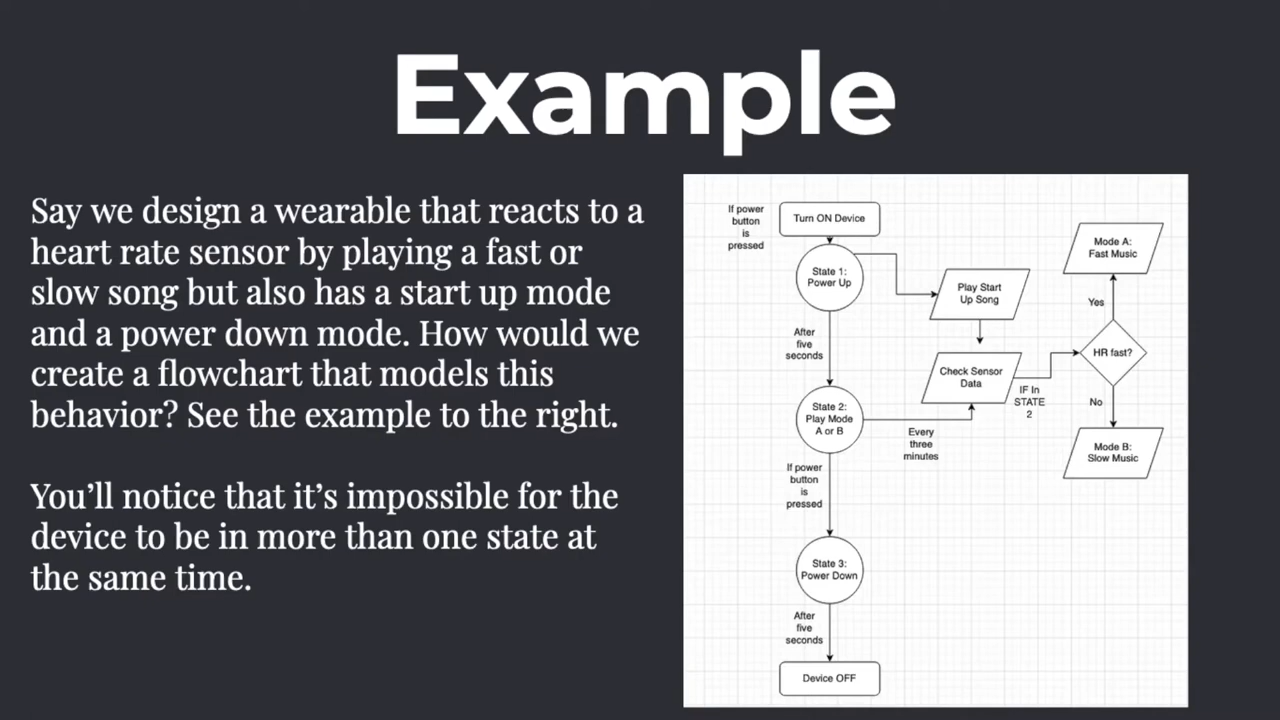 Example
Say we design a wearable that reacts to a
heart rate sensor by playing a fast or
slow song but also has a start up mode
and a power down mode. How would we
create a flowchart that models this
behavior? See the example to the right.
You’ll notice that it’s impossible for the
device to be in more than one state at
the same time.
If power
button
is
pressed
Turn ON Device
State 1:
Power Up
Play Start
Up Song
After
five
seconds
Check Sensor
Data
IF In
STATE
2
State 2:
Play Mode
A or B
Every
three
minutes
HR fast?
Yes
Mode A:
Fast Music
No
Mode B:
Slow Music
If power
button
is
pressed
State 3:
Power Down
After
five
seconds
Device OFF